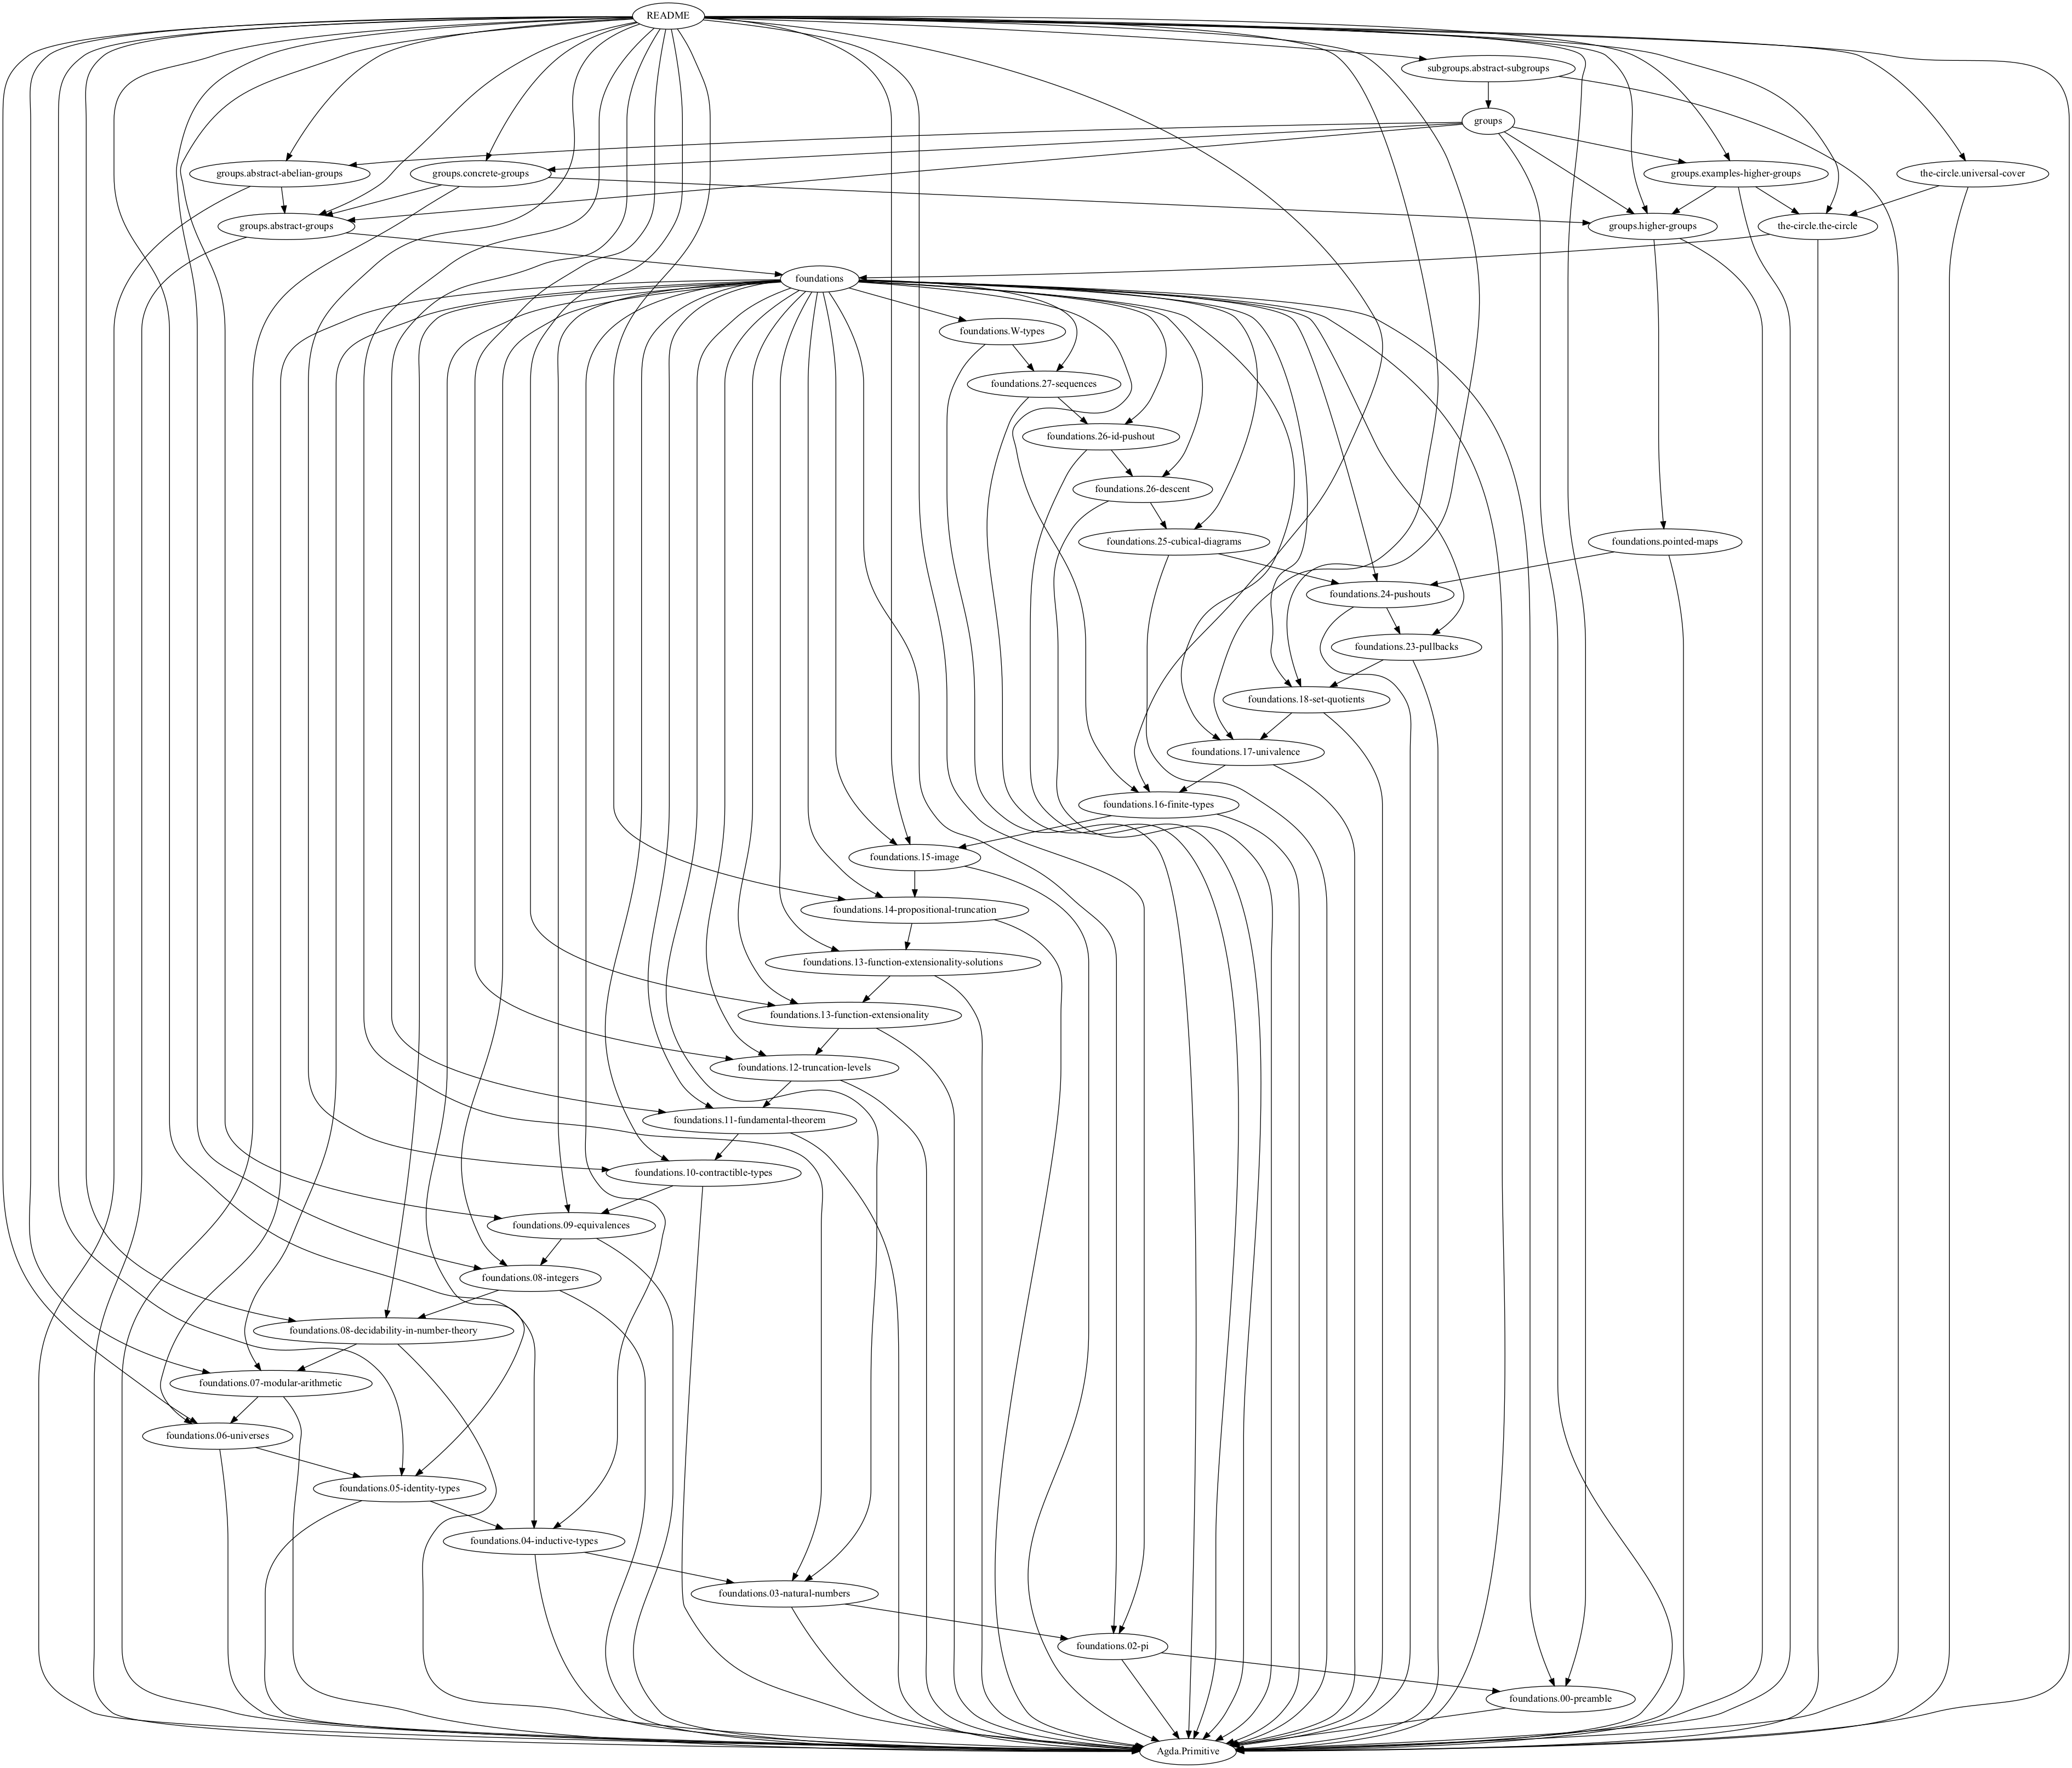 README
subgroups.abstract-subgroups
groups
groups.abstract-abelian-groups
groups.concrete-groups
groups.examples-higher-groups
the-circle.universal-cover
groups.abstract-groups
groups.higher-groups
the-circle.the-circle
foundations
foundations.W-types
foundations.27-sequences
foundations.26-id-pushout
foundations.26-descent
foundations.25-cubical-diagrams
foundations.pointed-maps
foundations.24-pushouts
foundations.23-pullbacks
foundations.18-set-quotients
foundations.17-univalence
foundations.16-finite-types
foundations.15-image
foundations.14-propositional-truncation
foundations.13-function-extensionality-solutions
foundations.13-function-extensionality
foundations.12-truncation-levels
foundations.11-fundamental-theorem
foundations.10-contractible-types
foundations.09-equivalences
foundations.08-integers
foundations.08-decidability-in-number-theory
foundations.07-modular-arithmetic
foundations.06-universes
foundations.05-identity-types
foundations.04-inductive-types
foundations.03-natural-numbers
foundations.02-pi
foundations.00-preamble
Agda.Primitive